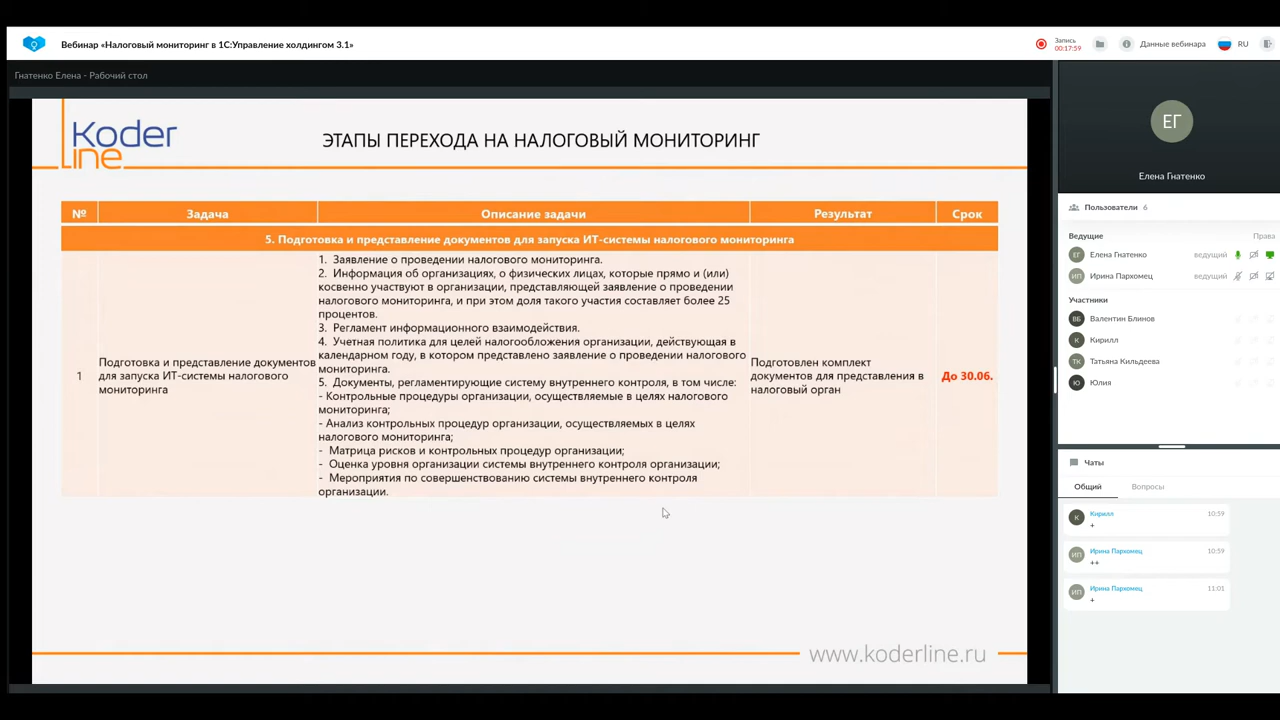 Вебинар «Налоговый мониторинг в 1С:Управление холдингом 3.1»
Запись
00:17:59
Данные вебинара
RU
Гнатенко Елена - Рабочий стол
Koder
line
ЭТАПЫ ПЕРЕХОДА НА НАЛОГОВЫЙ МОНИТОРИНГ
№ Задача Описание задачи Результат Срок
5. Подготовка и представление документов для запуска ИТ-системы налогового мониторинга
1
Подготовка и представление документов
для запуска ИТ-системы налогового
мониторинга
1. Заявление о проведении налогового мониторинга.
2. Информация об организациях, о физических лицах, которые прямо и (или)
косвенно участвуют в организации, представляющей заявление о проведении
налогового мониторинга, и при этом доля такого участия составляет более 25
процентов.
3. Регламент информационного взаимодействия.
4. Учетная политика для целей налогообложения организации, действующая в
календарном году, в котором представлено заявление о проведении налогового
мониторинга.
5. Документы, регламентирующие систему внутреннего контроля, в том числе:
- Контрольные процедуры организации, осуществляемые в целях налогового
мониторинга;
- Анализ контрольных процедур организации, осуществляемых в целях
налогового мониторинга;
- Матрица рисков и контрольных процедур организации;
- Оценка уровня организации системы внутреннего контроля организации;
- Мероприятия по совершенствованию системы внутреннего контроля
организации.
Подготовлен комплект
документов для представления в
налоговый орган
До 30.06.
www.koderline.ru
ЕГ
Елена Гнатенко
Пользователи 6
Ведущие Права
ЕГ Елена Гнатенко ведущий
ИП Ирина Пархомец ведущий
Участники
ВБ Валентин Блинов
К Кирилл
ТК Татьяна Кильдеева
Ю Юлия
Чаты
Общий Вопросы
К Кирилл 10:59
+
ИП Ирина Пархомец 10:59
++
ИП Ирина Пархомец 11:01
+